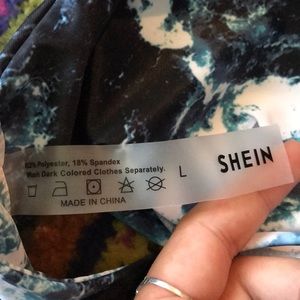 82% Polyester, 18% Spandex
Wash Dark Colored Clothes Separately.
L
SHEIN
MADE IN CHINA